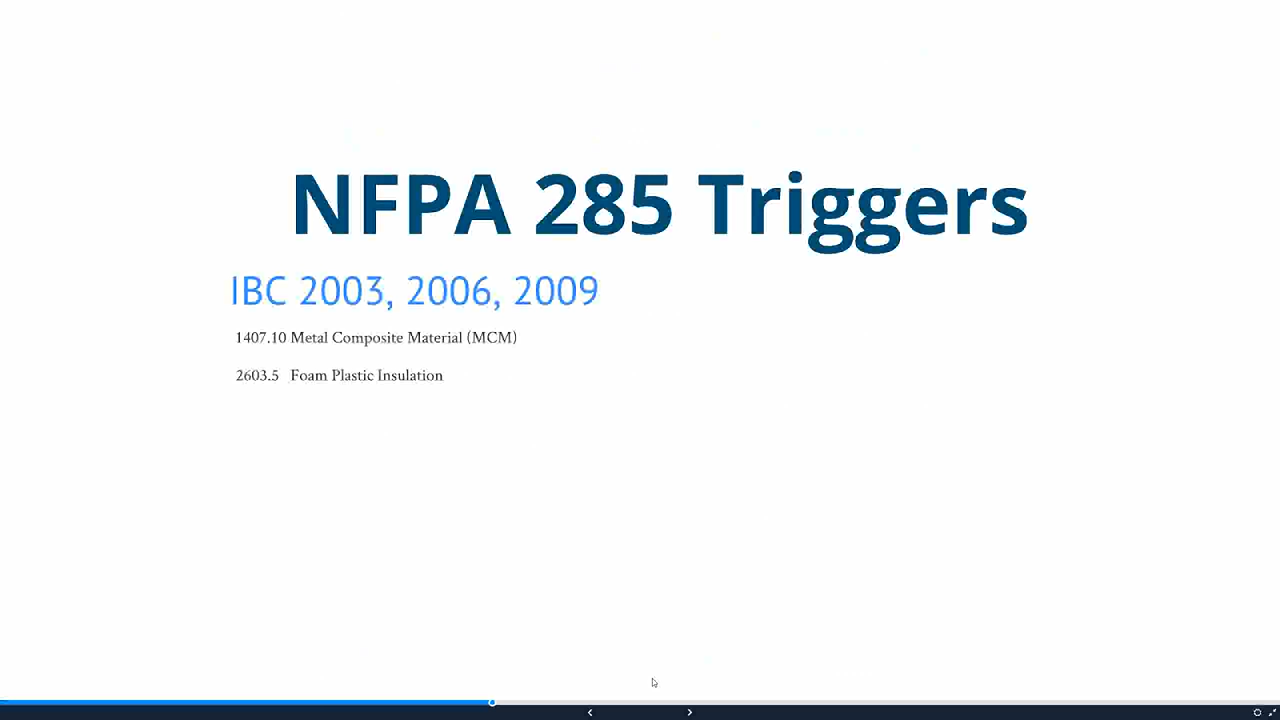 NFPA 285 Triggers
IBC 2003, 2006, 2009
1407.10 Metal Composite Material (MCM)
2603.5 Foam Plastic Insulation